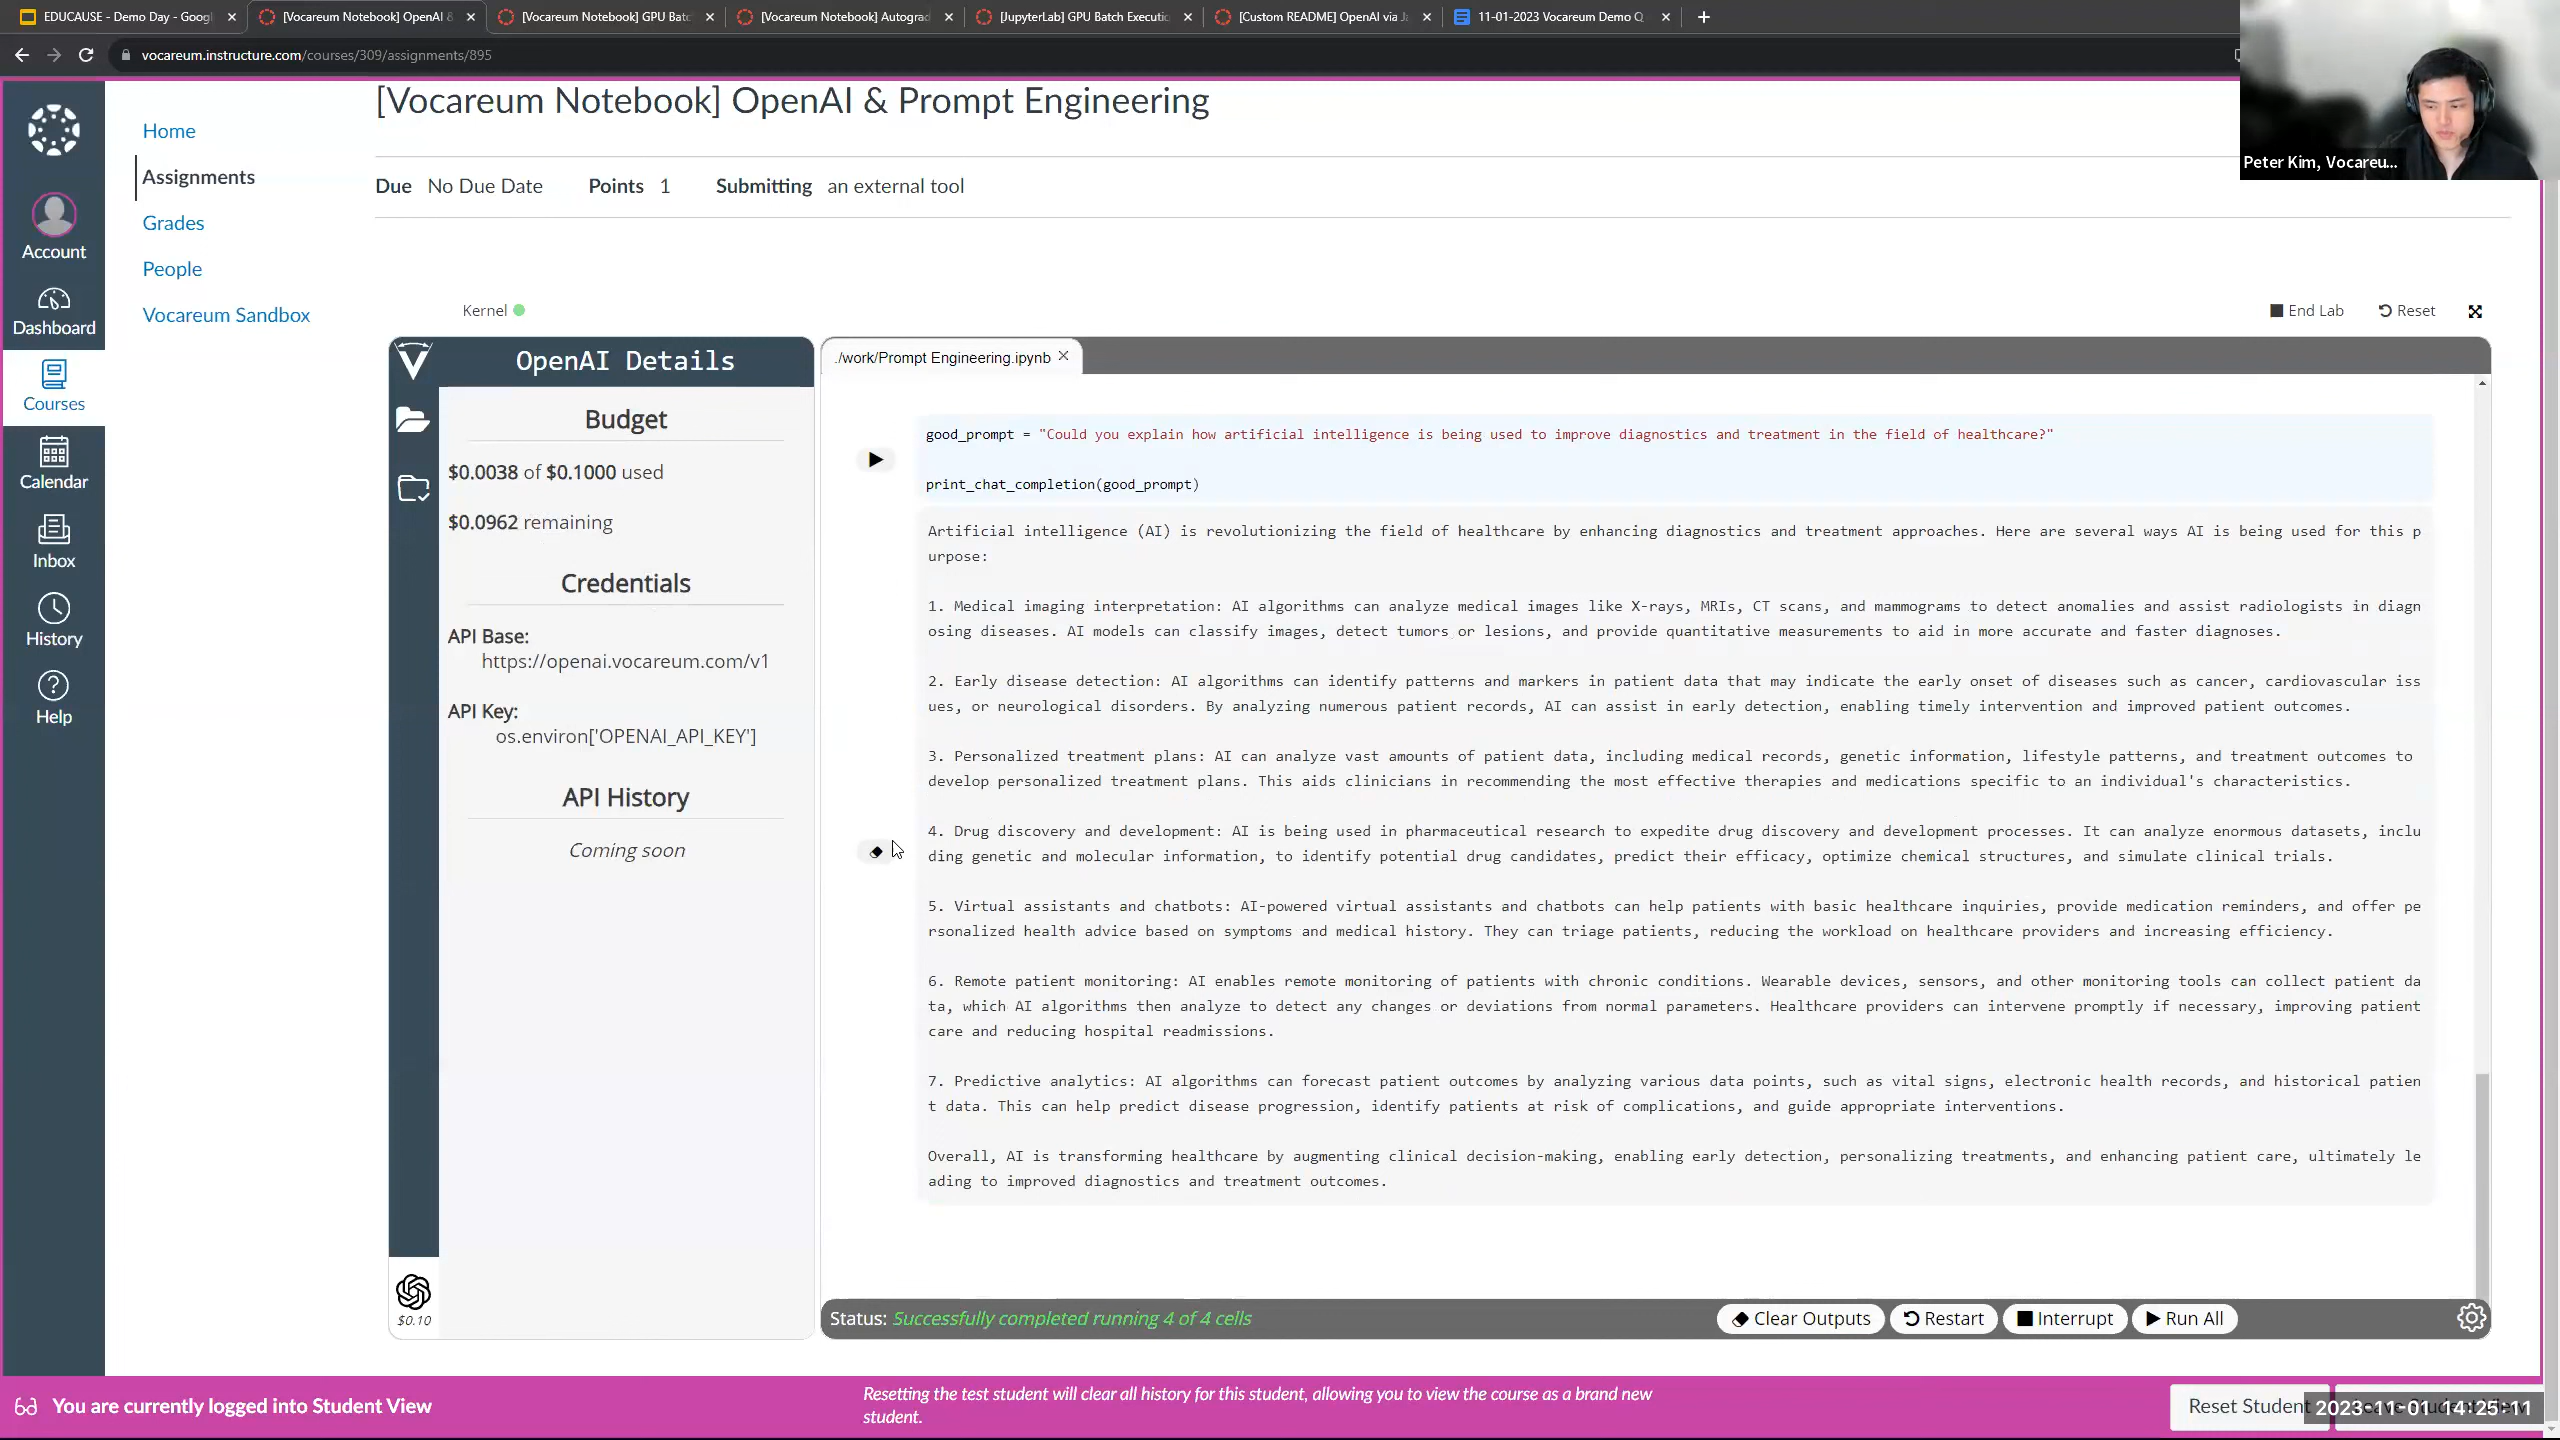 EDUCAUSE - Demo Day - Googl
[Vocareum Notebook] OpenAI &
[Vocareum Notebook] GPU Batc
[Vocareum Notebook] Autograd
[JupyterLab] GPU Batch Executio
[Custom README] OpenAI via Ju
11-01-2023 Vocareum Demo Q
vocareum.instructure.com/courses/309/assignments/895
Peter Kim, Vocareu...
[Vocareum Notebook] OpenAI & Prompt Engineering
Due No Due Date Points 1 Submitting an external tool
Account
Dashboard
Courses
Calendar
Inbox
History
Help
Home
Assignments
Grades
People
Vocareum Sandbox
Kernel
End Lab
Reset
OpenAI Details
Budget
$0.0038 of $0.1000 used
$0.0962 remaining
Credentials
API Base:
https://openai.vocareum.com/v1
API Key:
os.environ['OPENAI_API_KEY']
API History
Coming soon
$0.10
./work/Prompt Engineering.ipynb
good_prompt = "Could you explain how artificial intelligence is being used to improve diagnostics and treatment in the field of healthcare?"
print_chat_completion(good_prompt)
Artificial intelligence (AI) is revolutionizing the field of healthcare by enhancing diagnostics and treatment approaches. Here are several ways AI is being used for this p
urpose:
1. Medical imaging interpretation: AI algorithms can analyze medical images like X-rays, MRIs, CT scans, and mammograms to detect anomalies and assist radiologists in diagn
osing diseases. AI models can classify images, detect tumors or lesions, and provide quantitative measurements to aid in more accurate and faster diagnoses.
2. Early disease detection: AI algorithms can identify patterns and markers in patient data that may indicate the early onset of diseases such as cancer, cardiovascular iss
ues, or neurological disorders. By analyzing numerous patient records, AI can assist in early detection, enabling timely intervention and improved patient outcomes.
3. Personalized treatment plans: AI can analyze vast amounts of patient data, including medical records, genetic information, lifestyle patterns, and treatment outcomes to
develop personalized treatment plans. This aids clinicians in recommending the most effective therapies and medications specific to an individual's characteristics.
4. Drug discovery and development: AI is being used in pharmaceutical research to expedite drug discovery and development processes. It can analyze enormous datasets, inclu
ding genetic and molecular information, to identify potential drug candidates, predict their efficacy, optimize chemical structures, and simulate clinical trials.
5. Virtual assistants and chatbots: AI-powered virtual assistants and chatbots can help patients with basic healthcare inquiries, provide medication reminders, and offer pe
rsonalized health advice based on symptoms and medical history. They can triage patients, reducing the workload on healthcare providers and increasing efficiency.
6. Remote patient monitoring: AI enables remote monitoring of patients with chronic conditions. Wearable devices, sensors, and other monitoring tools can collect patient da
ta, which AI algorithms then analyze to detect any changes or deviations from normal parameters. Healthcare providers can intervene promptly if necessary, improving patient
care and reducing hospital readmissions.
7. Predictive analytics: AI algorithms can forecast patient outcomes by analyzing various data points, such as vital signs, electronic health records, and historical patien
t data. This can help predict disease progression, identify patients at risk of complications, and guide appropriate interventions.
Overall, AI is transforming healthcare by augmenting clinical decision-making, enabling early detection, personalizing treatments, and enhancing patient care, ultimately le
ading to improved diagnostics and treatment outcomes.
Status: Successfully completed running 4 of 4 cells
Clear Outputs
Restart
Interrupt
Run All
You are currently logged into Student View
Resetting the test student will clear all history for this student, allowing you to view the course as a brand new
student.
Reset Student
2023-11-01 14:25:11